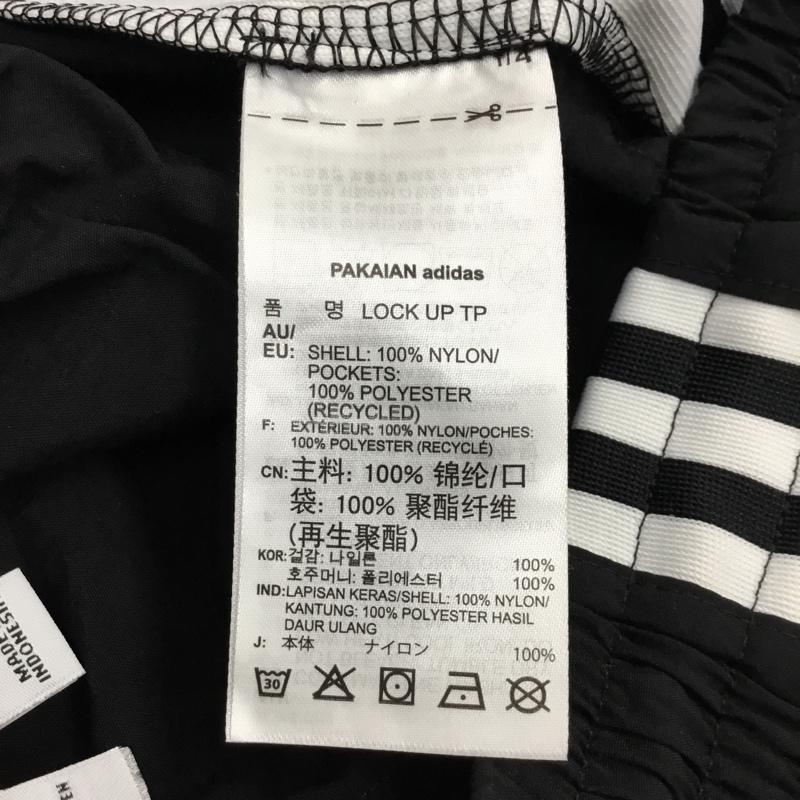 PAKAIAN adidas
품 명 LOCK UP TP
AU/
EU: SHELL: 100% NYLON/
POCKETS:
100% POLYESTER
(RECYCLED)
F: EXTÉRIEUR: 100% NYLON/POCHES:
100% POLYESTER (RECYCLÉ)
CN: 主料: 100% 锦纶/口
袋: 100% 聚酯纤维
(再生聚酯)
KOR: 겉감: 나일론 100%
호주머니: 폴리에스터 100%
IND: LAPISAN KERAS/SHELL: 100% NYLON/
KANTUNG: 100% POLYESTER HASIL
DAUR ULANG
J: 本体 ナイロン 100%
30
MADE
INDONESI
EN